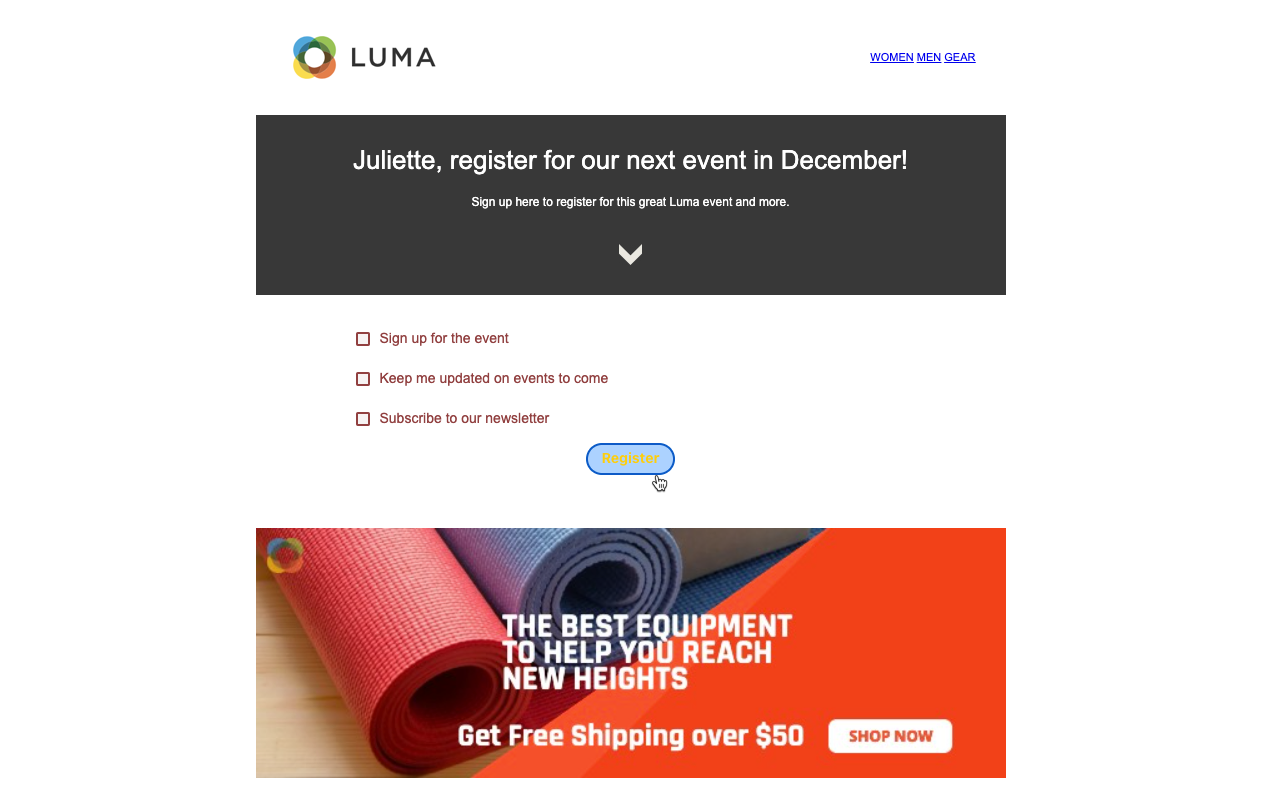 LUMA
WOMEN MEN GEAR
Juliette, register for our next event in December!
Sign up here to register for this great Luma event and more.
Sign up for the event
Keep me updated on events to come
Subscribe to our newsletter
Register
THE BEST EQUIPMENT
TO HELP YOU REACH
NEW HEIGHTS
Get Free Shipping over $50
SHOP NOW